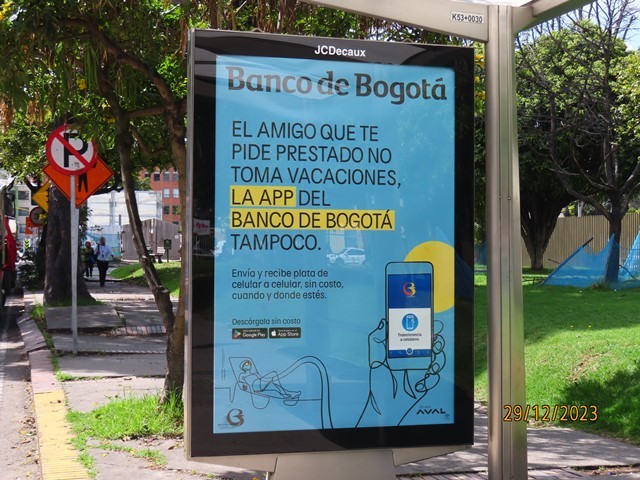 K53+0030
JCDecaux
Banco de Bogotá
EL AMIGO QUE TE
PIDE PRESTADO NO
TOMA VACACIONES,
LA APP DEL
BANCO DE BOGOTÁ
TAMPOCO.
Envía y recibe plata de
celular a celular, sin costo,
cuando y donde estés.
Descárgala sin costo
Google Play
App Store
Transferencia
a celulares
AVAL
29/12/2023